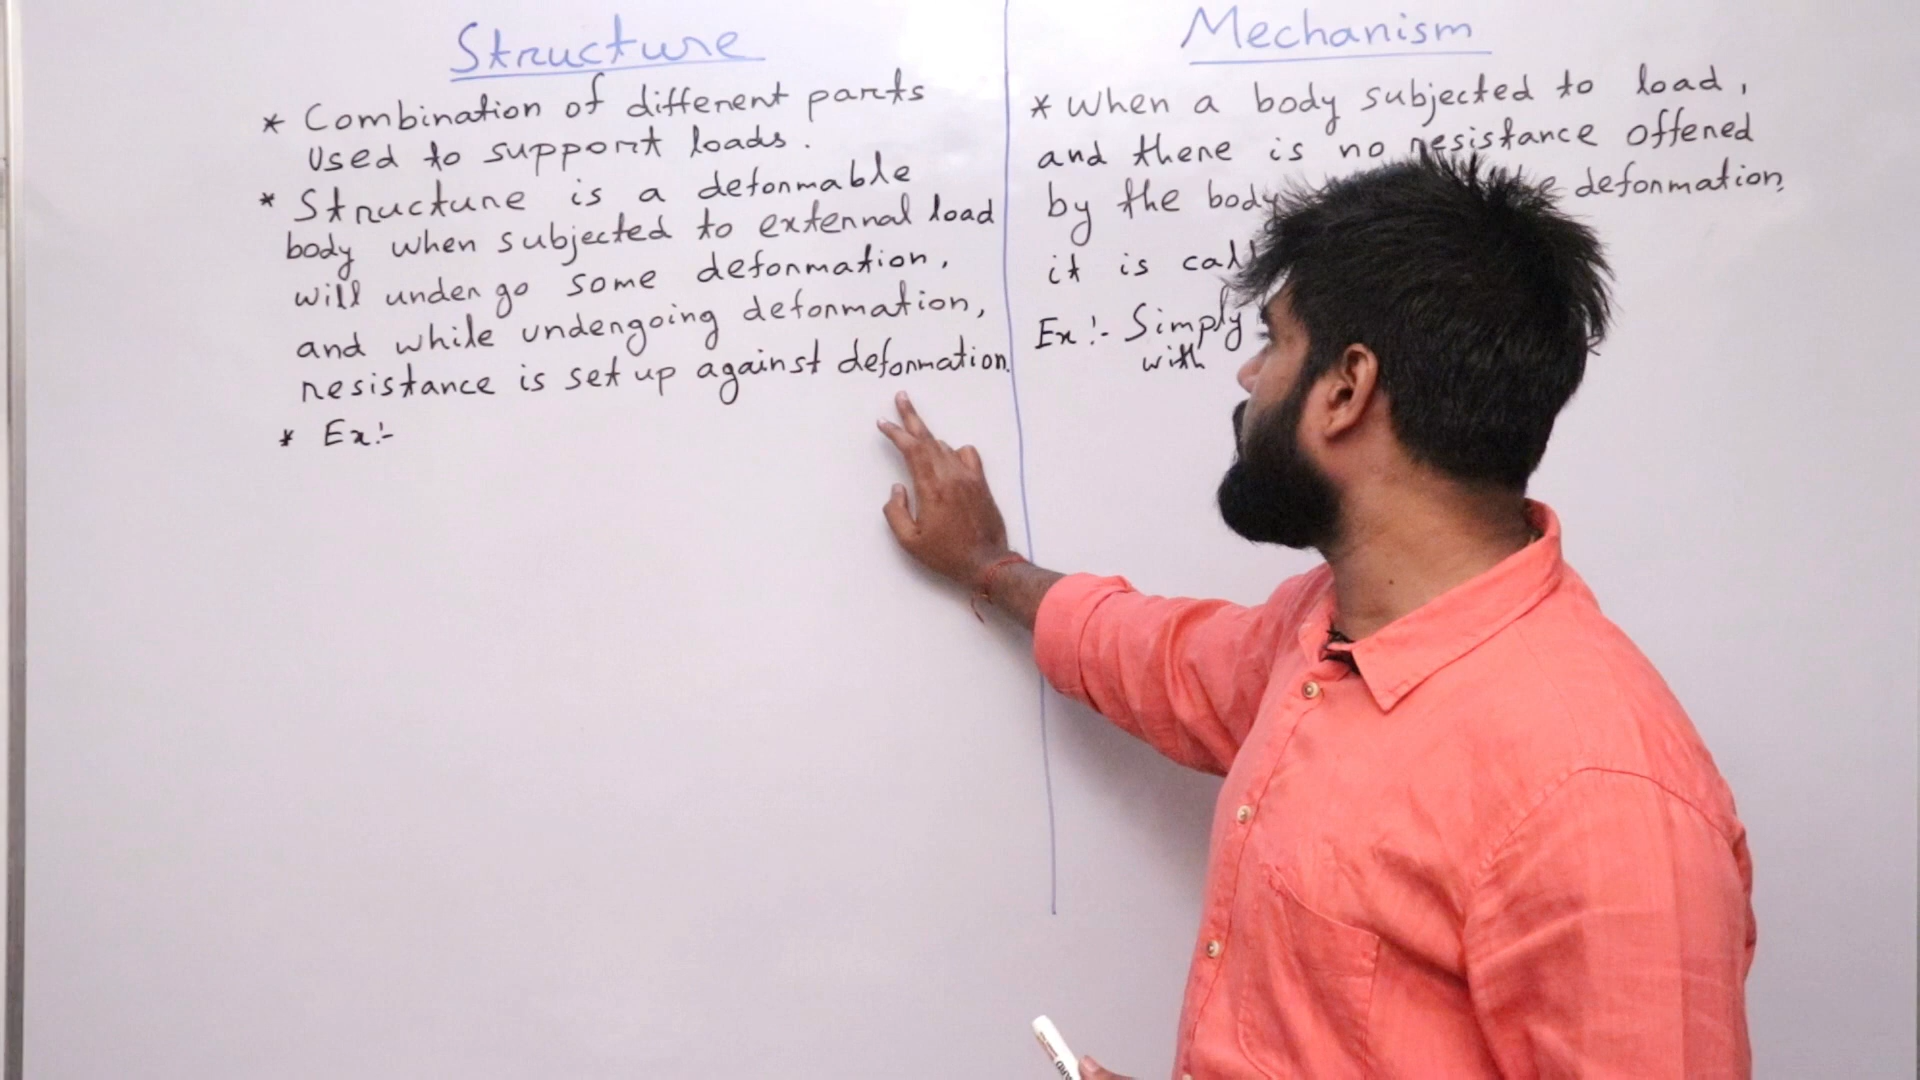 Structure
* Combination of different parts
used to support loads.
* Structure is a deformable
body when subjected to external load
will undergo some deformation,
and while undergoing deformation,
resistance is set up against deformation.
* Ex:-
Mechanism
* When a body subjected to load,
and there is no resistance offered
by the body the deformation,
it is
Ex:- Simply
with